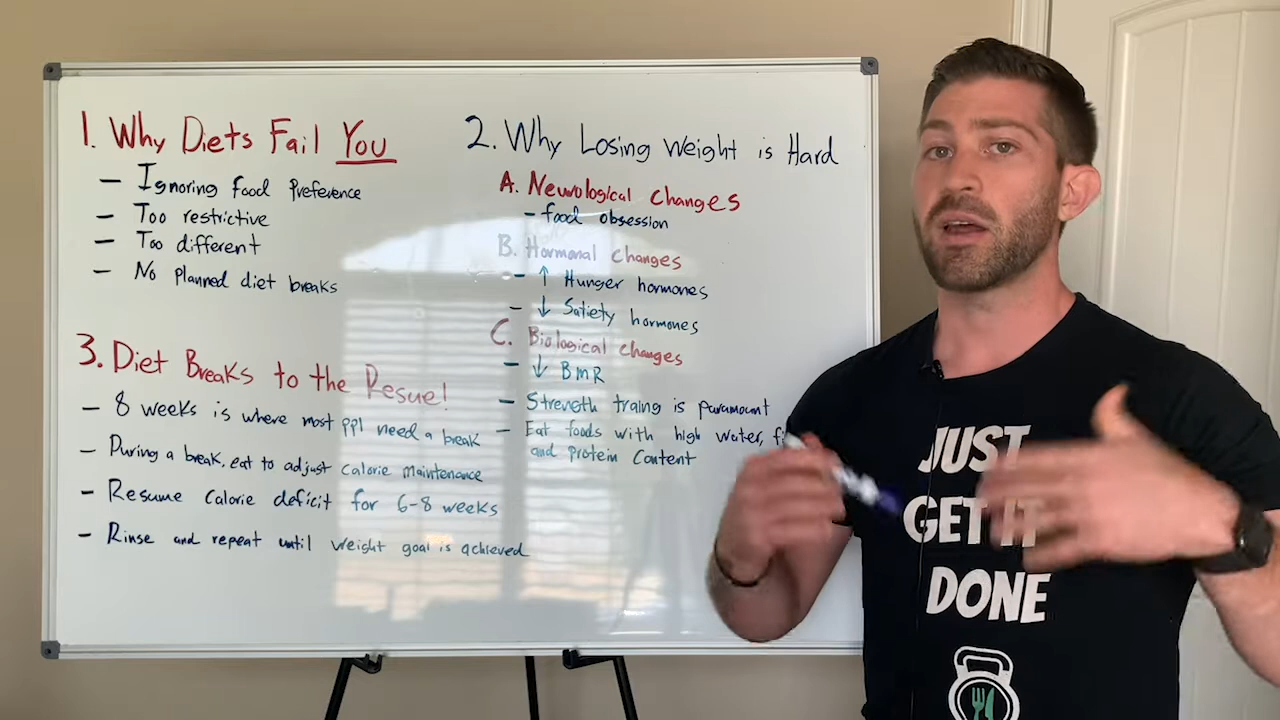 1. Why Diets Fail You
– Ignoring food preference
– Too restrictive
– Too different
– No planned diet breaks
2. Why Losing Weight is Hard
A. Neurological changes
– food obsession
B. Hormonal changes
– ↑ Hunger hormones
– ↓ Satiety hormones
C. Biological changes
– ↓ BMR
– Strength traing is paramount
– Eat foods with high water,
and protein content
3. Diet Breaks to the Resue!
– 8 weeks is where most ppl need a break
– During a break, eat to adjust calorie maintenance
– Resume calorie deficit for 6-8 weeks
– Rinse and repeat until weight goal is achieved
JUST
GET IT
DONE